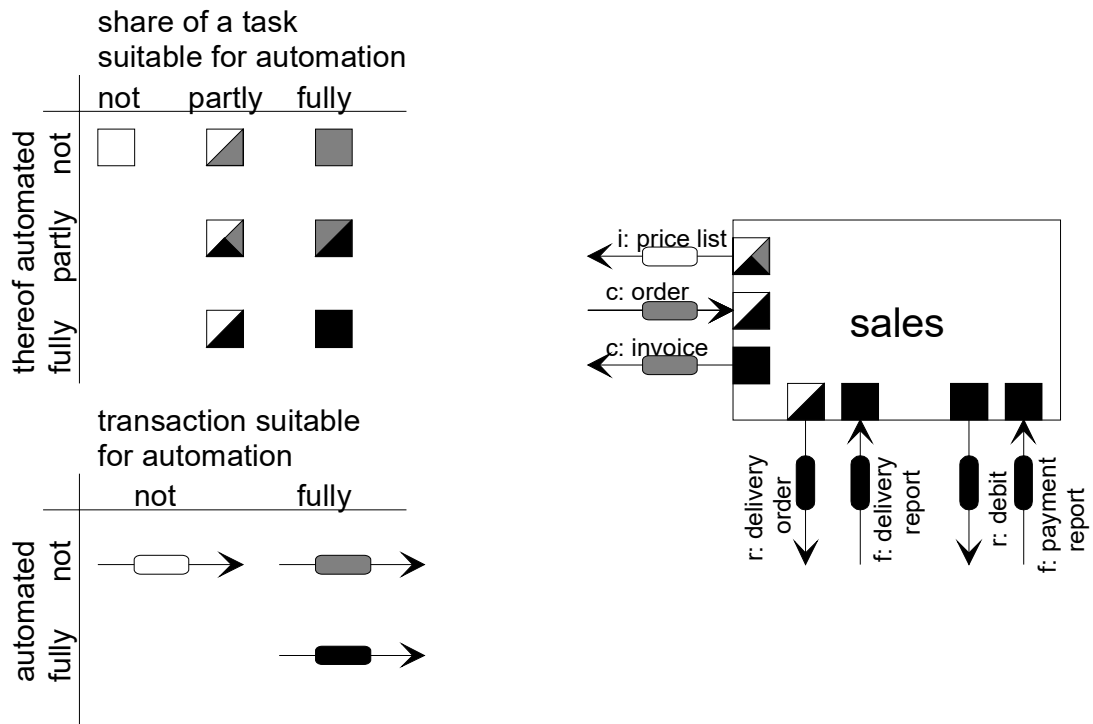 share of a task
suitable for automation
not partly fully
thereof automated
not
partly
fully
transaction suitable
for automation
not fully
automated
not
fully
i: price list
c: order
c: invoice
sales
r: delivery
order
f: delivery
report
r: debit
f: payment
report